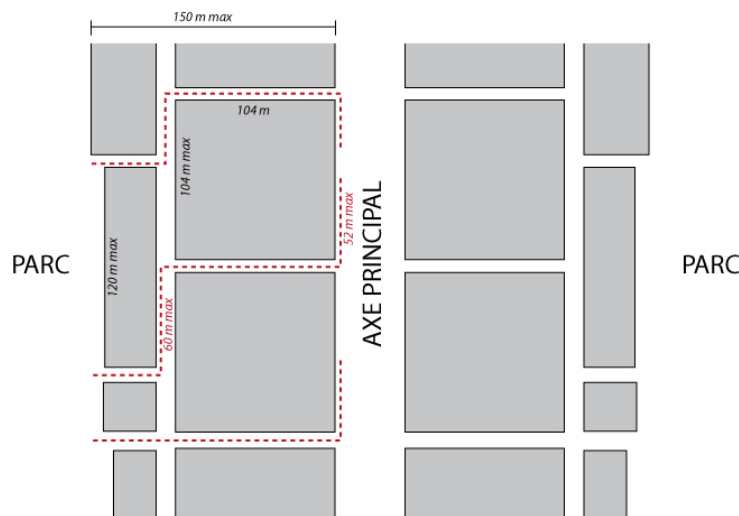 150 m max
104 m
104 m max
52 m max
AXE PRINCIPAL
PARC
120 m max
60 m max
PARC